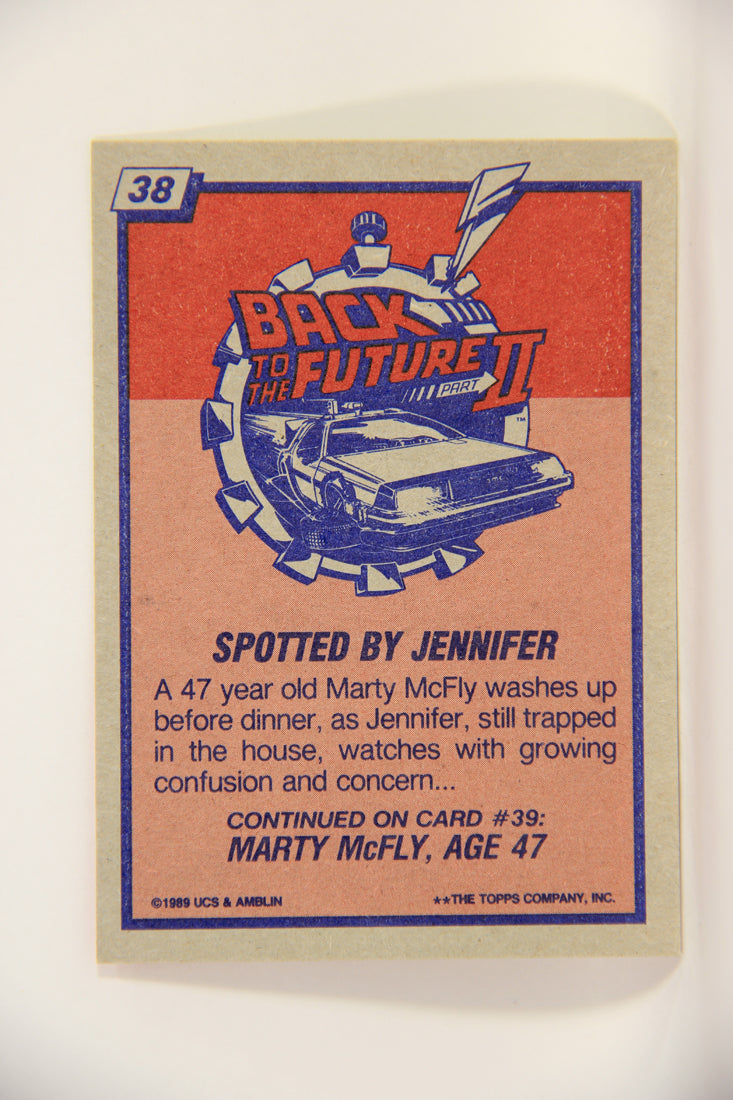 38
BACK
TO THE FUTURE
PART II
TM
SPOTTED BY JENNIFER
A 47 year old Marty McFly washes up
before dinner, as Jennifer, still trapped
in the house, watches with growing
confusion and concern...
CONTINUED ON CARD #39:
MARTY McFLY, AGE 47
©1989 UCS & AMBLIN
★★THE TOPPS COMPANY, INC.